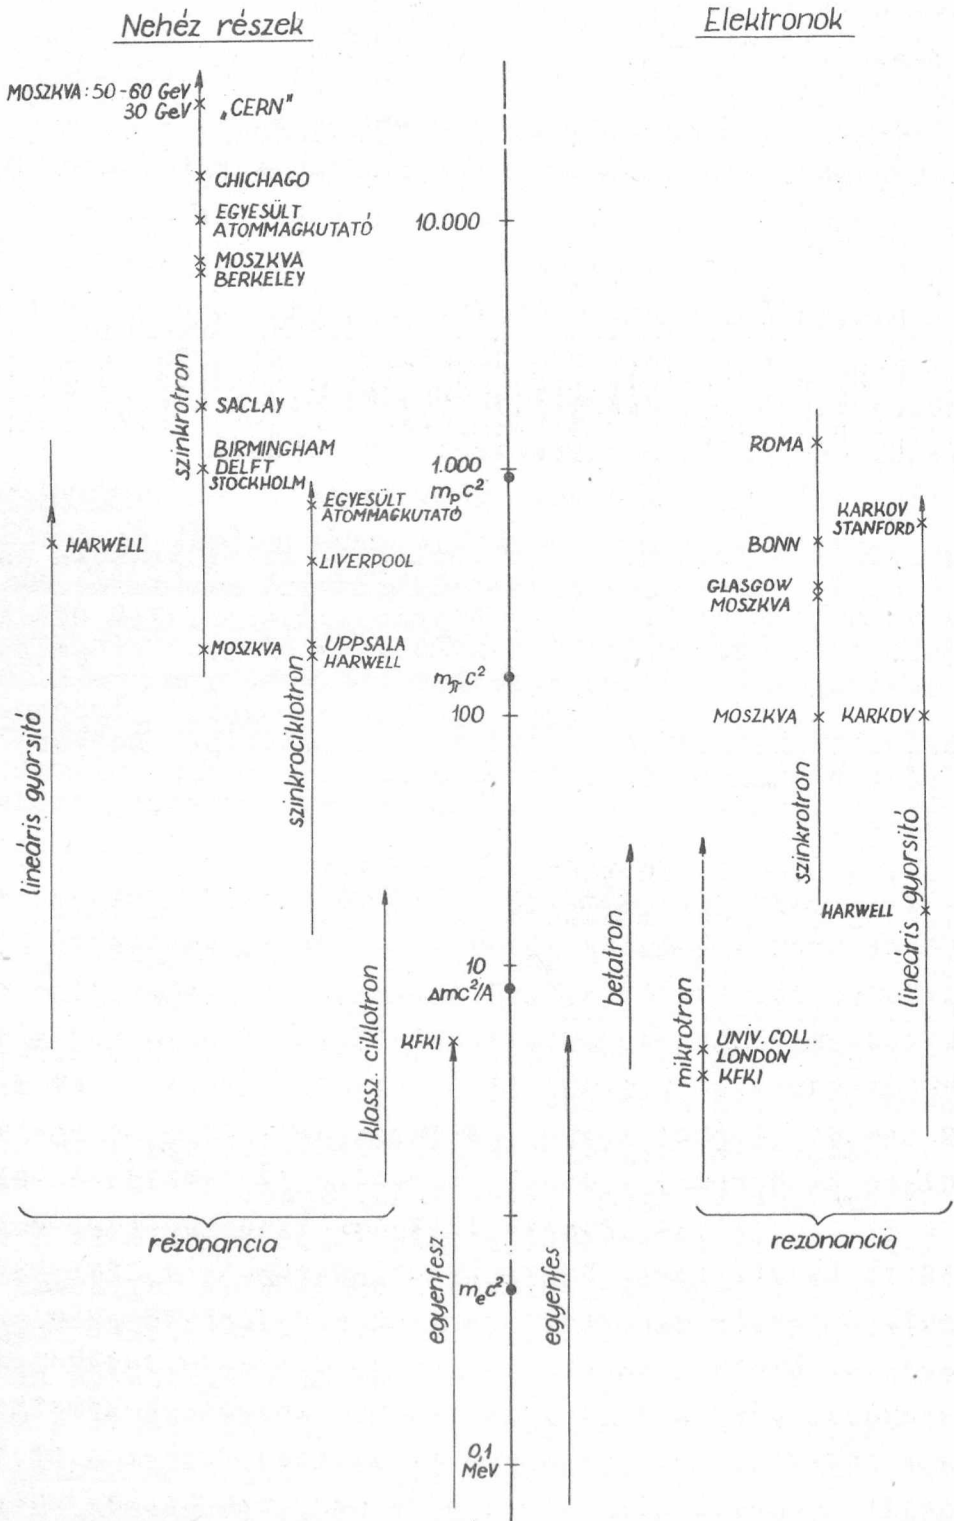 Nehéz részek
Elektronok
MOSZKVA: 50-60 GeV
30 GeV
„CERN"
CHICHAGO
EGYESÜLT
ATOMMAGKUTATÓ
MOSZKVA
BERKELEY
szinkrotron
SACLAY
BIRMINGHAM
DELFT
STOCKHOLM
MOSZKVA
lineáris gyorsitó
HARWELL
EGYESÜLT
ATOMMAGKUTATÓ
LIVERPOOL
UPPSALA
HARWELL
szinkrociklotron
klassz. ciklotron
rezonancia
KFKI
egyenfesz.
10.000
1.000
mₚc²
m_πc²
100
10
Δmc²/A
mₑc²
0,1
MeV
egyenfes
betatron
mikrotron
UNIV. COLL.
LONDON
KFKI
ROMA
BONN
GLASGOW
MOSZKVA
MOSZKVA
szinkrotron
KARKOV
STANFORD
KARKOV
HARWELL
lineáris gyorsitó
rezonancia